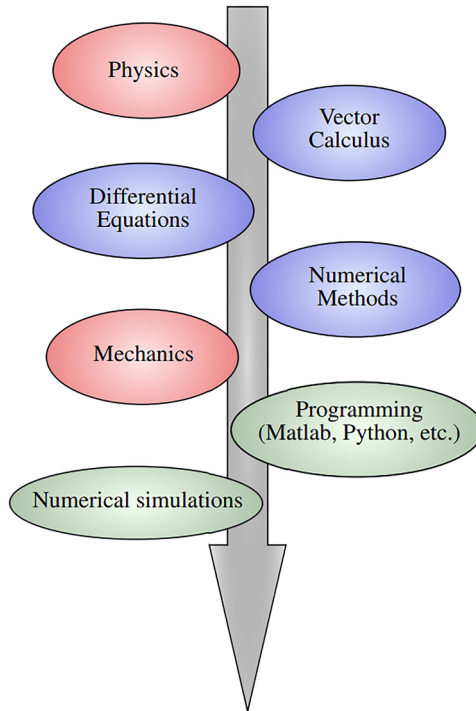 Physics
Vector
Calculus
Differential
Equations
Numerical
Methods
Mechanics
Programming
(Matlab, Python, etc.)
Numerical simulations